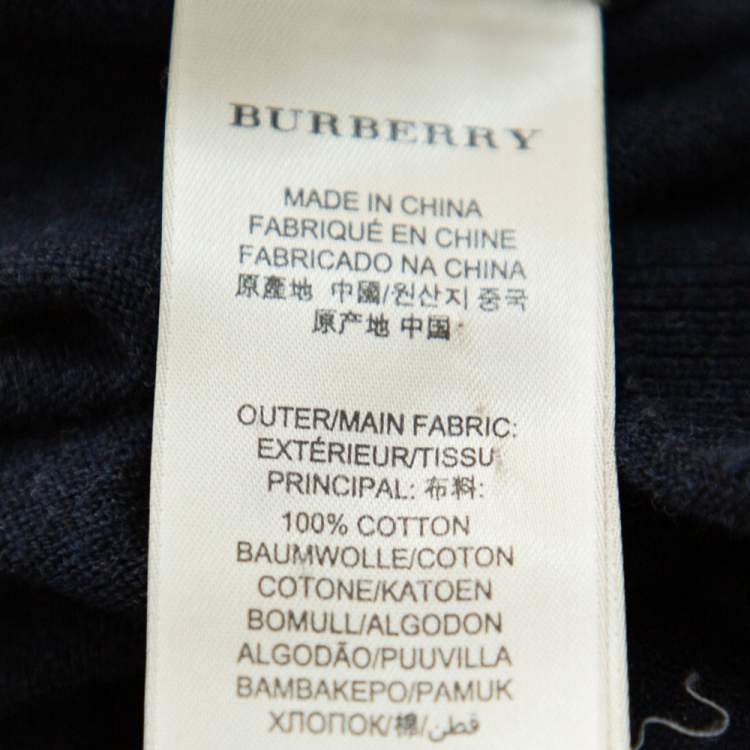 BURBERRY
MADE IN CHINA
FABRIQUÉ EN CHINE
FABRICADO NA CHINA
原產地 中國/원산지 중국
原产地 中国
OUTER/MAIN FABRIC:
EXTÉRIEUR/TISSU
PRINCIPAL: 布料:
100% COTTON
BAUMWOLLE/COTON
COTONE/KATOEN
BOMULL/ALGODON
ALGODÃO/PUUVILLA
BAMBAKEPO/PAMUK
ХЛОПОК/棉/قطن